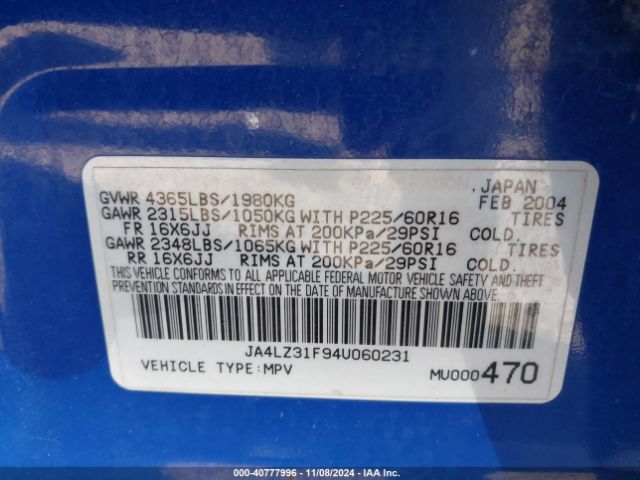 , JAPAN
GVWR 4365LBS/1980KG FEB 2004
GAWR 2315LBS/1050KG WITH P225/60R16 TIRES
FR 16X6JJ RIMS AT 200KPa/29PSI COLD.
GAWR 2348LBS/1065KG WITH P225/60R16 TIRES
RR 16X6JJ RIMS AT 200KPa/29PSI COLD.
THIS VEHICLE CONFORMS TO ALL APPLICABLE FEDERAL MOTOR VEHICLE SAFETY AND THEFT
PREVENTION STANDARDS IN EFFECT ON THE DATE OF MANUFACTURE SHOWN ABOVE.
JA4LZ31F94U060231
VEHICLE TYPE:MPV MU000470
00-40777996 - 11/08/2024 - IAA Inc.